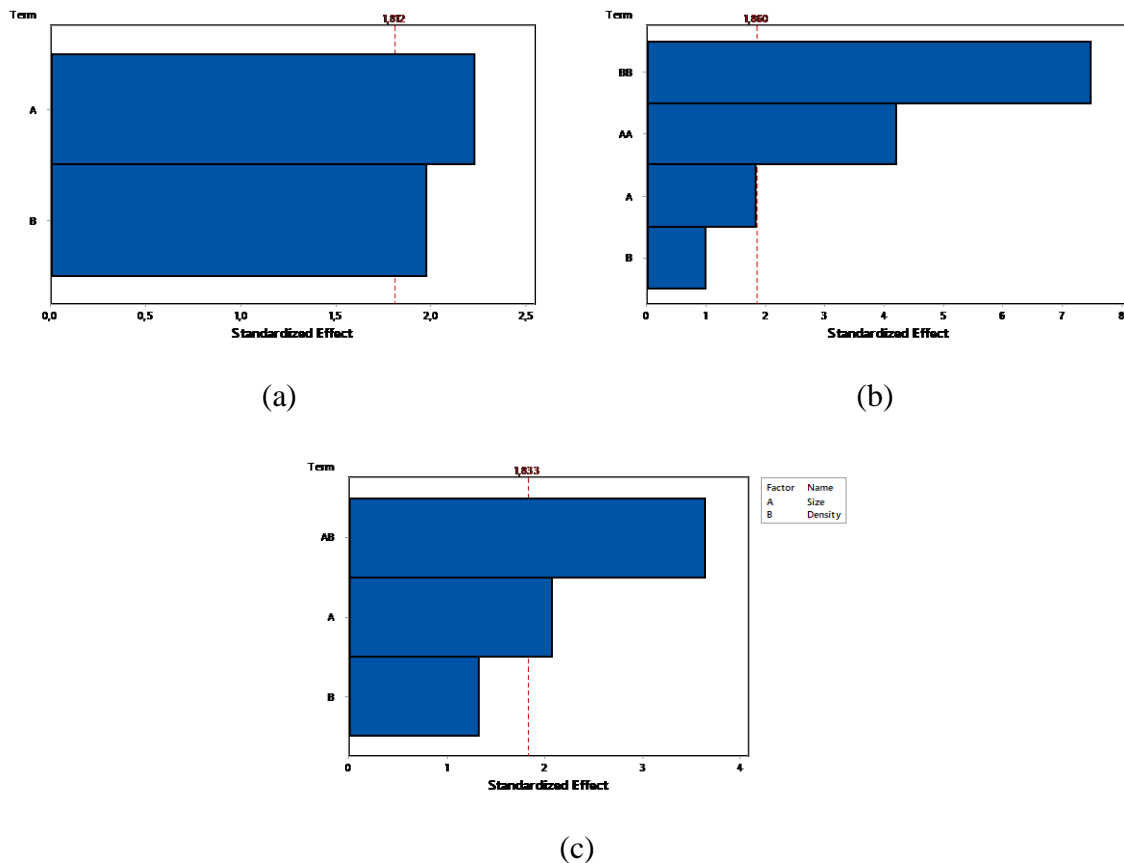 Term
1,812
A
B
0,0 0,5 1,0 1,5 2,0 2,5
Standardized Effect
(a)
Term
1,860
BB
AA
A
B
0 1 2 3 4 5 6 7 8
Standardized Effect
(b)
Term
1,833
AB
A
B
0 1 2 3 4
Standardized Effect
Factor Name
A Size
B Density
(c)